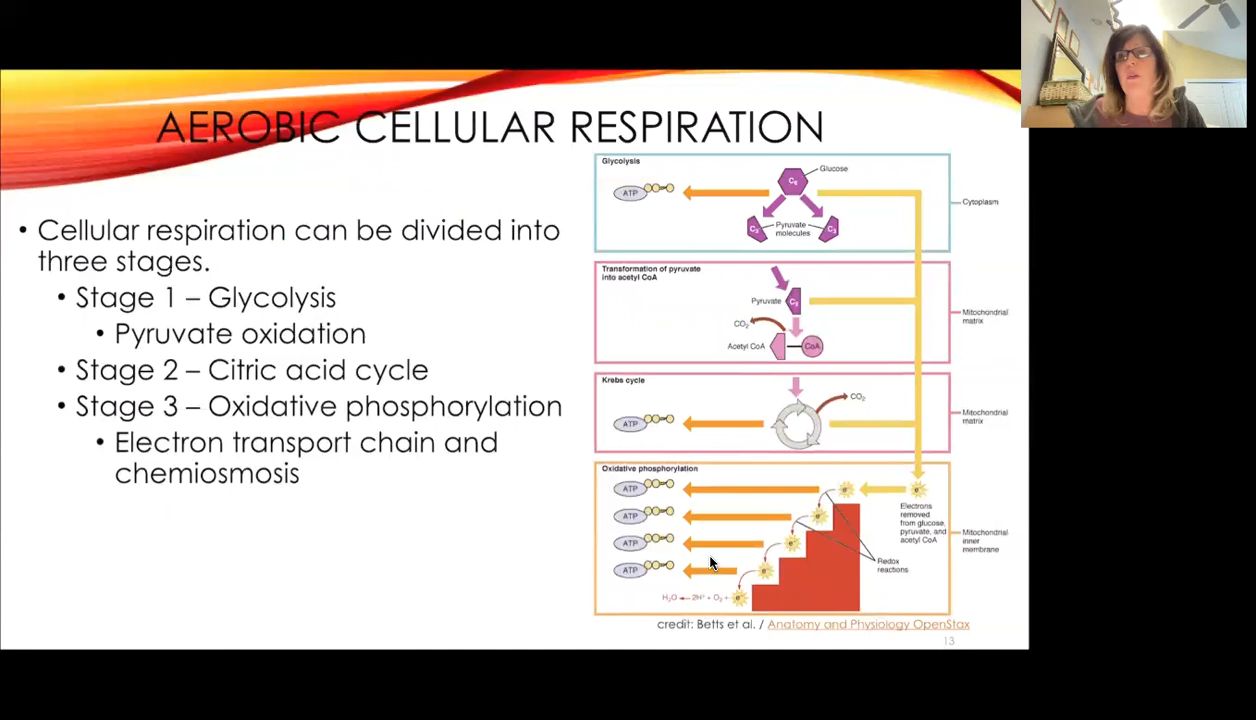 AEROBIC CELLULAR RESPIRATION
• Cellular respiration can be divided into
three stages.
• Stage 1 – Glycolysis
• Pyruvate oxidation
• Stage 2 – Citric acid cycle
• Stage 3 – Oxidative phosphorylation
• Electron transport chain and
chemiosmosis
Glycolysis
Glucose
ATP
C₆
Cytoplasm
C₃
Pyruvate
molecules
C₃
Transformation of pyruvate
into acetyl CoA
Pyruvate
C₃
CO₂
Acetyl CoA
CoA
Mitochondrial
matrix
Krebs cycle
CO₂
ATP
Mitochondrial
matrix
Oxidative phosphorylation
ATP
e⁻
e⁻
ATP
e⁻
Electrons
removed
from glucose,
pyruvate, and
acetyl CoA
ATP
e⁻
Mitochondrial
inner
membrane
ATP
e⁻
Redox
reactions
H₂O ← 2H⁺ + O₂ + e⁻
credit: Betts et al. / Anatomy and Physiology OpenStax
13